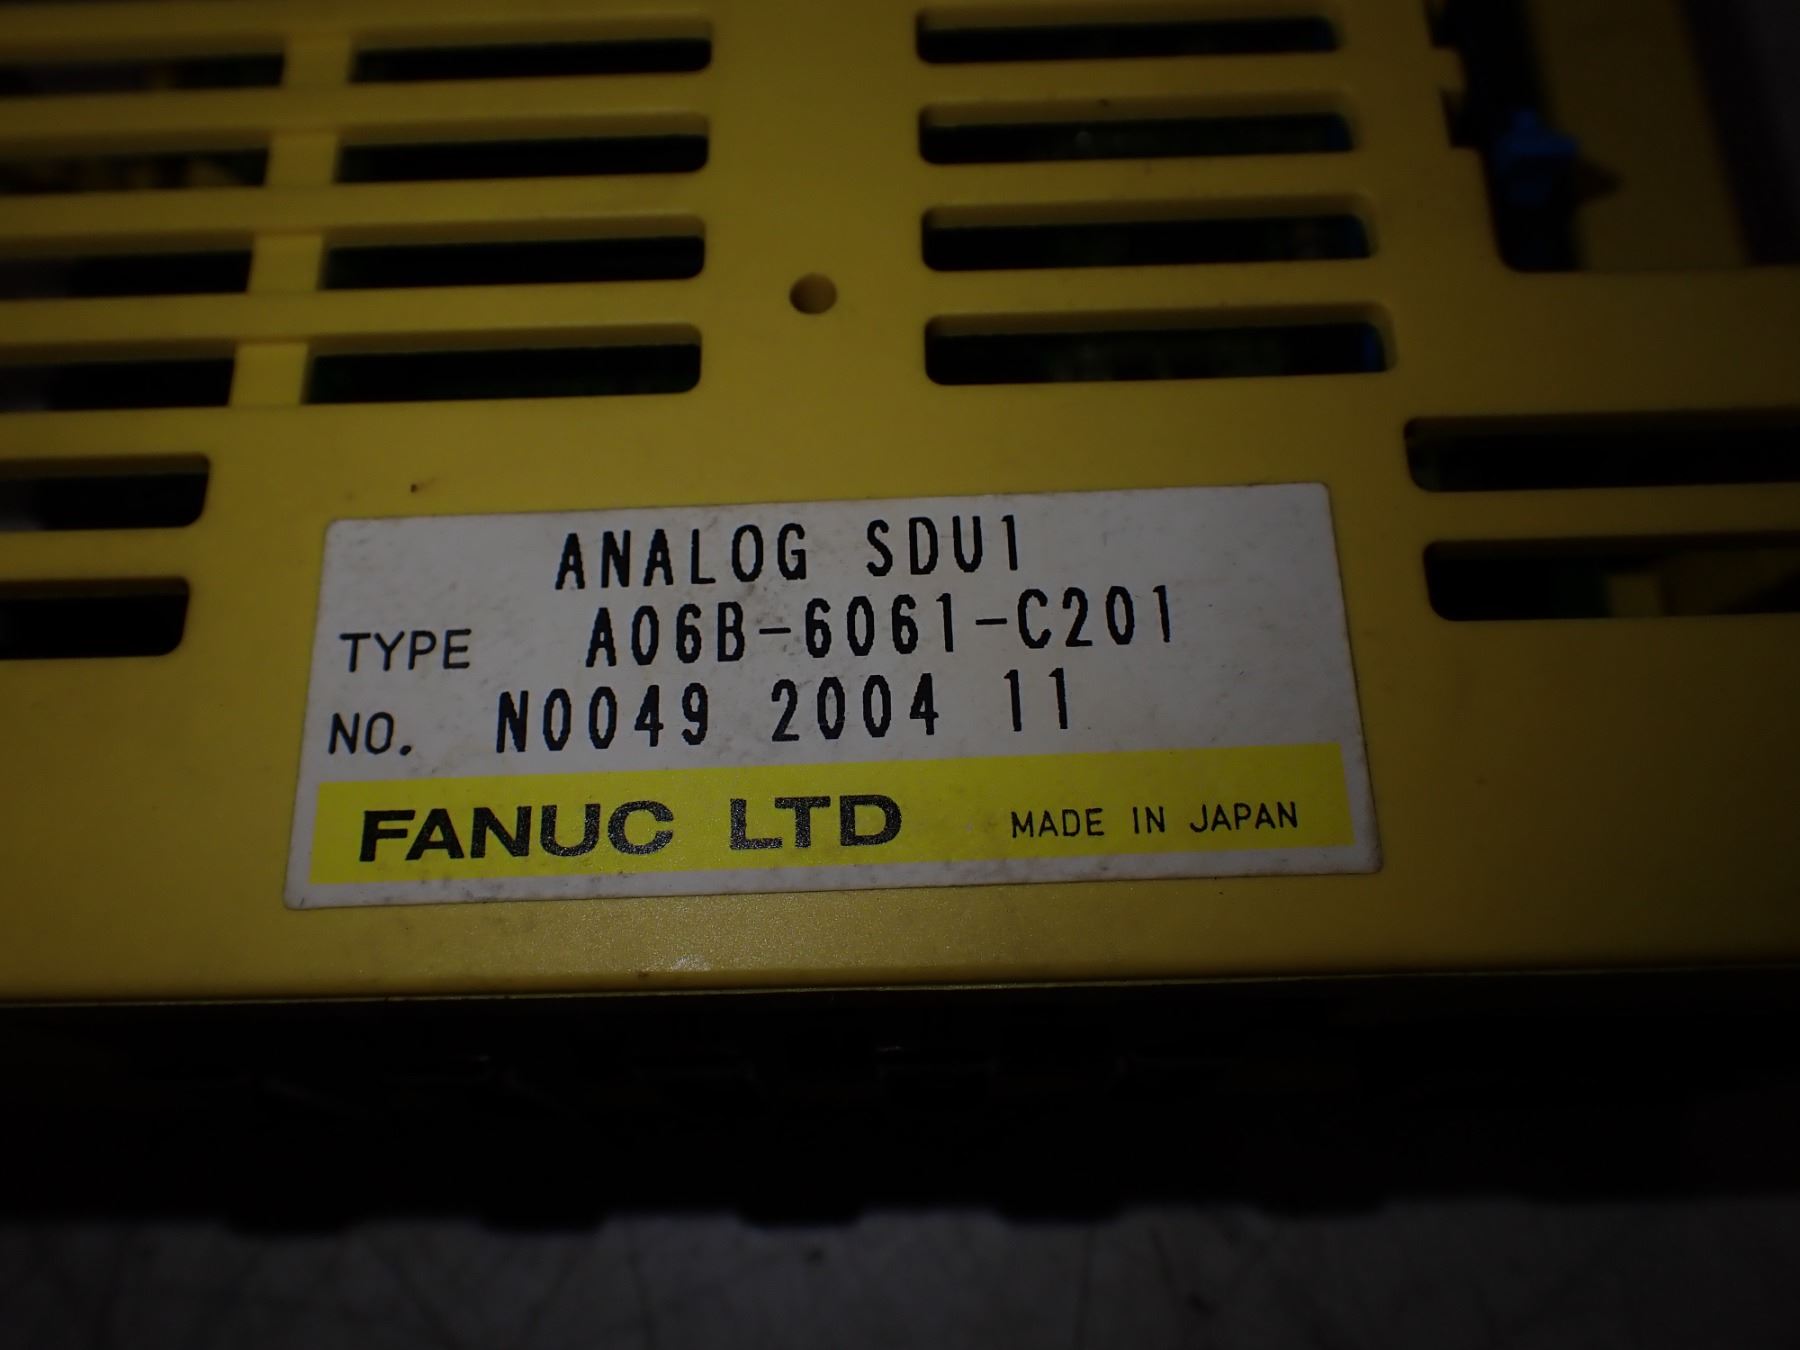 ANALOG SDU1
TYPE A06B-6061-C201
NO. N0049 2004 11
FANUC LTD MADE IN JAPAN